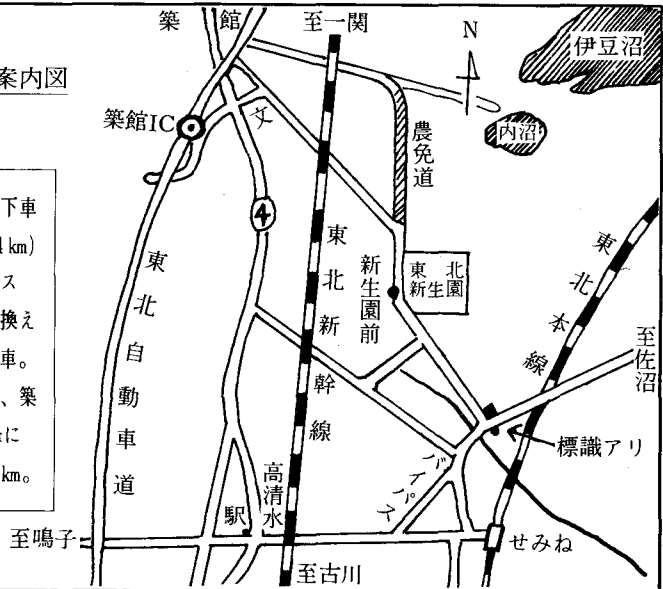 案内図
下車
km)
ス
換え
車。
、築
に
km。
築館
至一関
N
伊豆沼
内沼
築館IC
文
農免道
4
東北自動車道
東北新幹線
新生園前
東北
新生園
東北本線
至佐沼
標識アリ
バイパス
高清水
駅
せみね
至鳴子
至古川